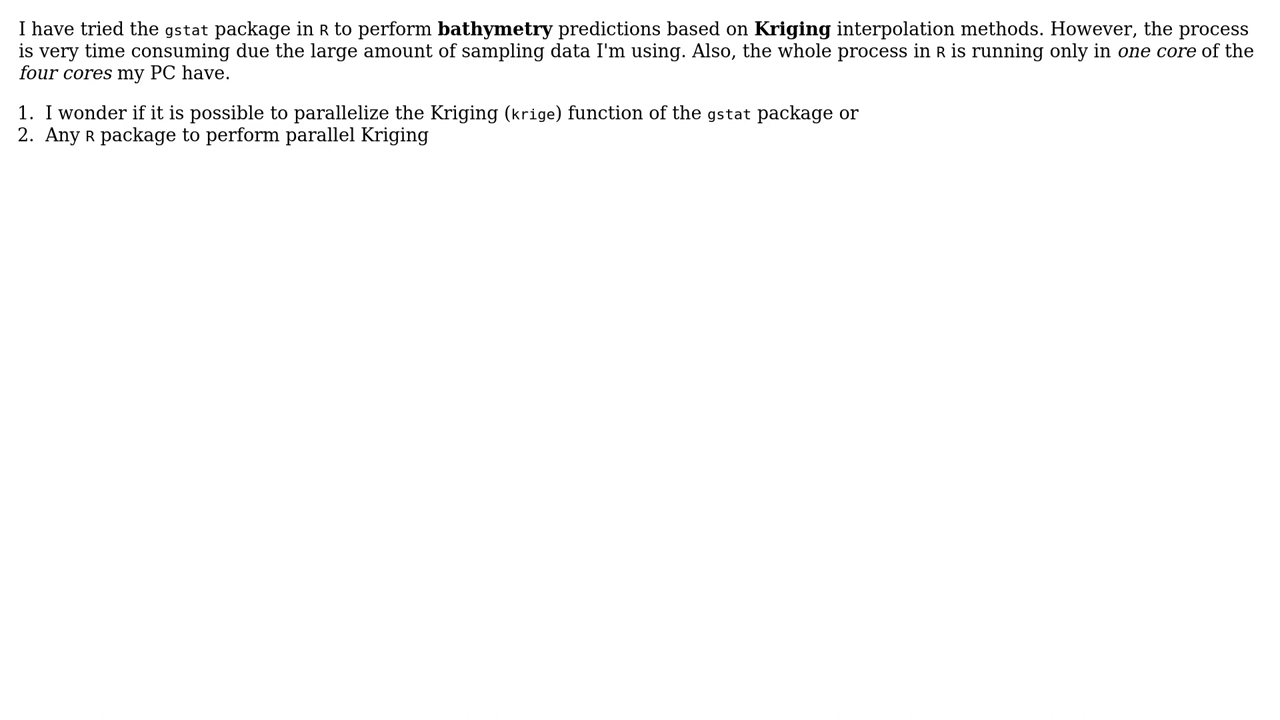 I have tried the gstat package in R to perform bathymetry predictions based on Kriging interpolation methods. However, the process
is very time consuming due the large amount of sampling data I'm using. Also, the whole process in R is running only in one core of the
four cores my PC have.
1. I wonder if it is possible to parallelize the Kriging (krige) function of the gstat package or
2. Any R package to perform parallel Kriging